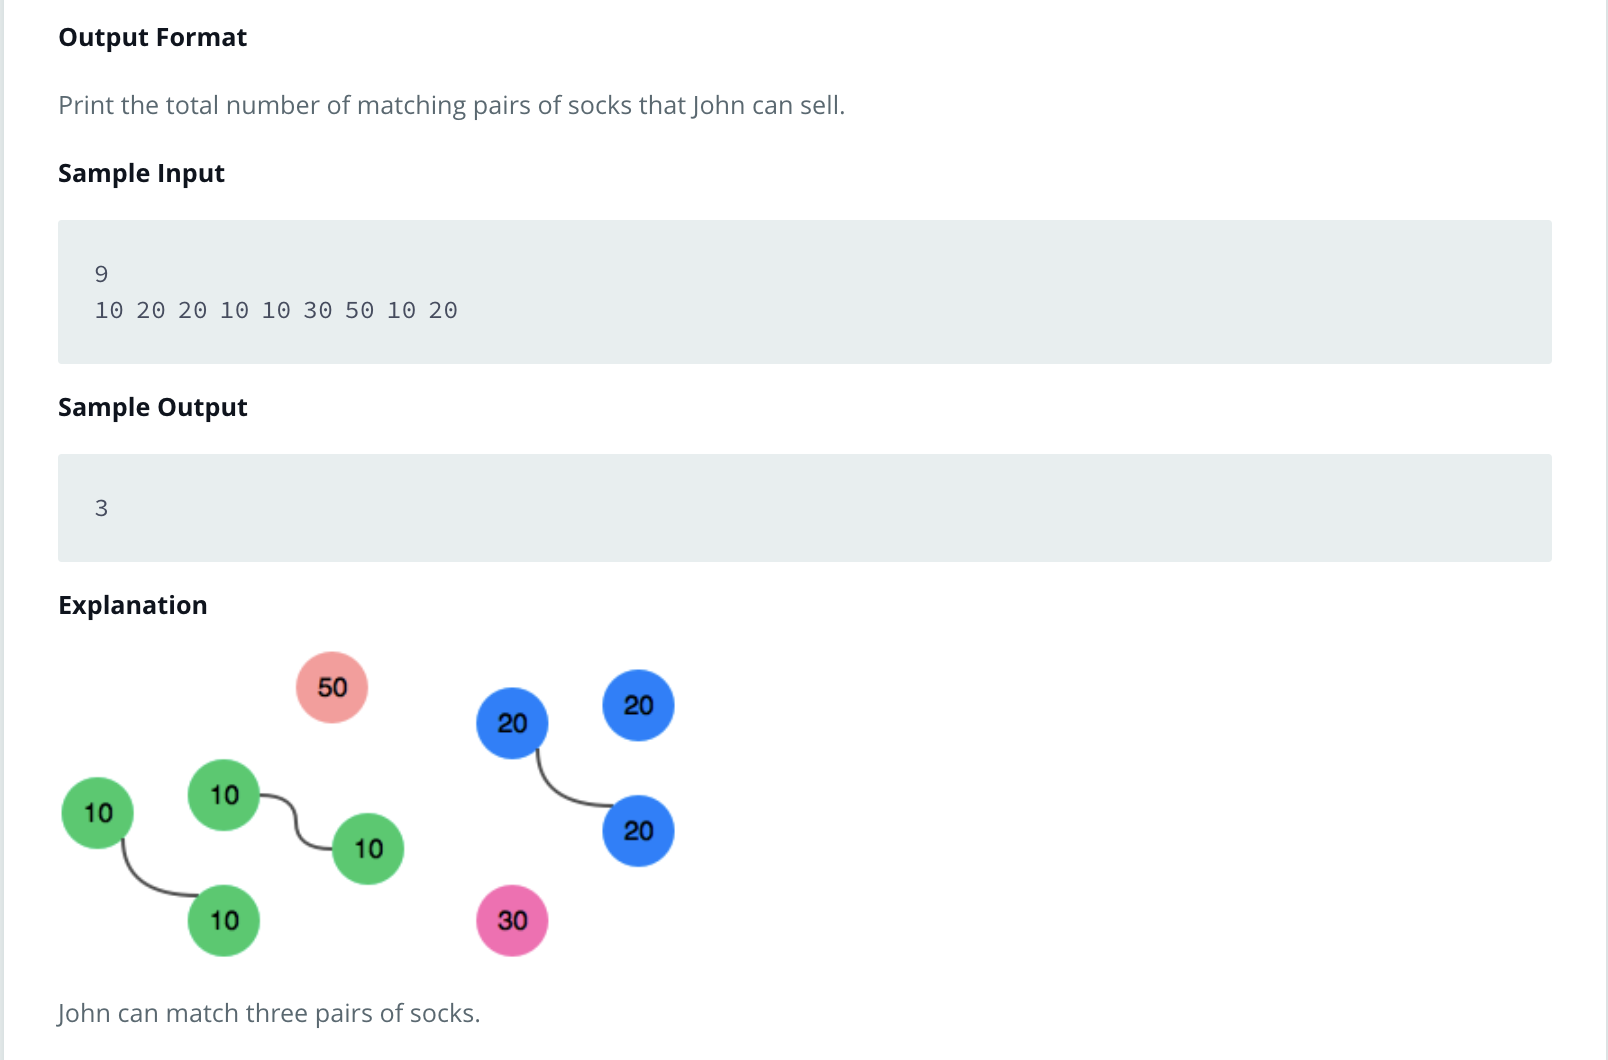 Output Format
Print the total number of matching pairs of socks that John can sell.
Sample Input
9
10 20 20 10 10 30 50 10 20
Sample Output
3
Explanation
50
20
20
10
10
10
20
10
30
John can match three pairs of socks.